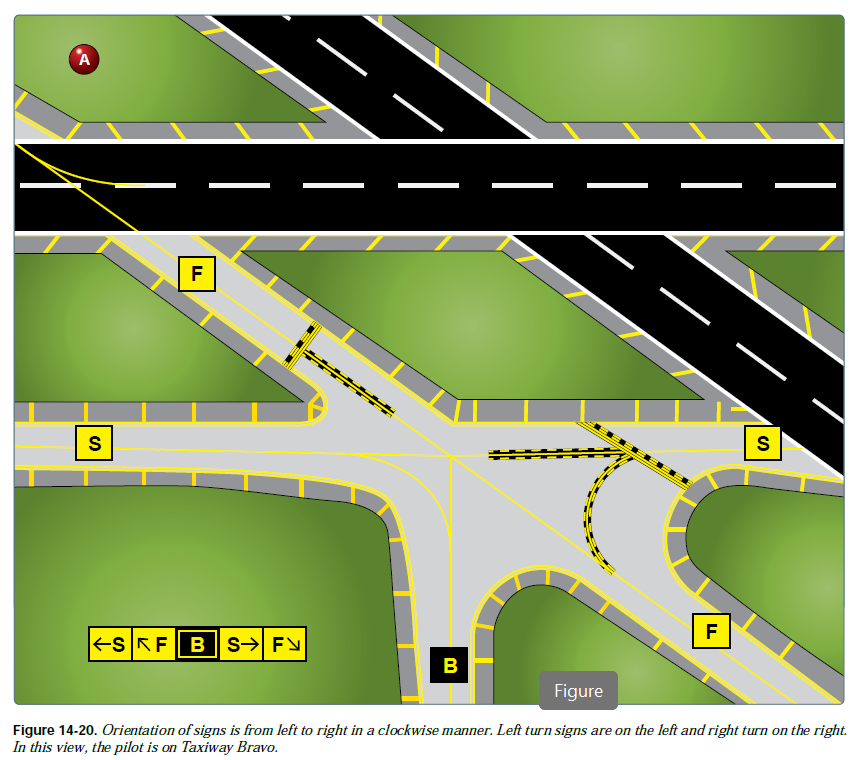 A
F
S
S
F
←S ↖F B S→ F↘
B
Figure
Figure 14-20. Orientation of signs is from left to right in a clockwise manner. Left turn signs are on the left and right turn on the right.
In this view, the pilot is on Taxiway Bravo.